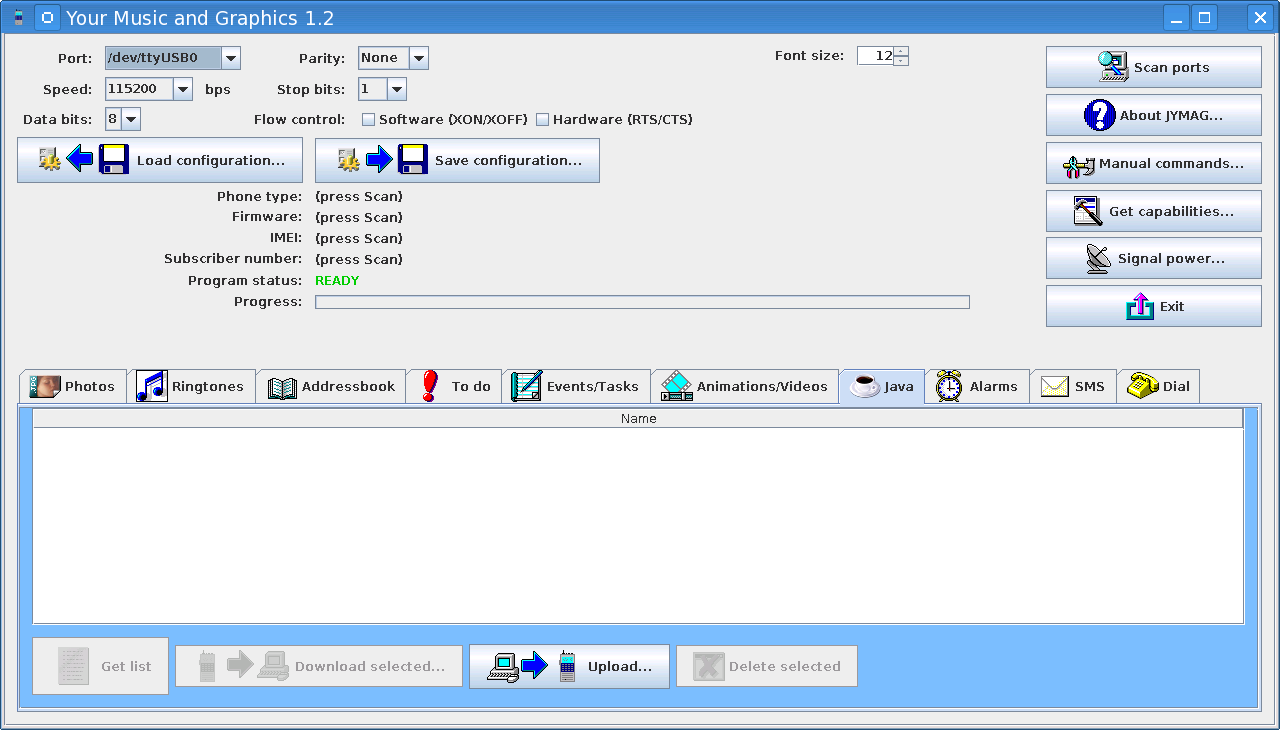 Your Music and Graphics 1.2
Port: /dev/ttyUSB0 Parity: None Font size: 12
Speed: 115200 bps Stop bits: 1
Data bits: 8 Flow control: Software (XON/XOFF) Hardware (RTS/CTS)
Load configuration... Save configuration...
Phone type: (press Scan)
Firmware: (press Scan)
IMEI: (press Scan)
Subscriber number: (press Scan)
Program status: READY
Progress:
Scan ports
About JYMAG...
Manual commands...
Get capabilities...
Signal power...
Exit
JPG Photos Ringtones Addressbook To do Events/Tasks Animations/Videos Java Alarms SMS Dial
Name
Get list Download selected... Upload... Delete selected